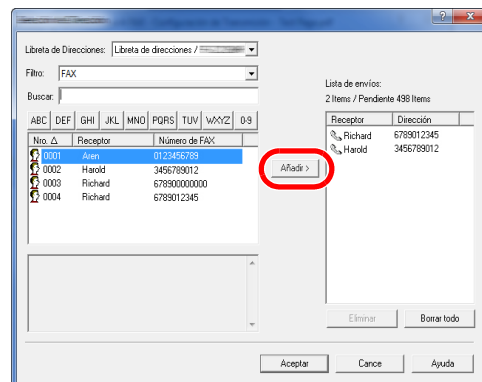 Libreta de Direcciones: Libreta de direcciones /
Filtro: FAX
Buscar:
ABC DEF GHI JKL MNO PQRS TUV WXYZ 0-9
Nro. Δ Receptor Número de FAX
0001 Aren 0123456789
0002 Harold 3456789012
0003 Richard 678900000000
0004 Richard 6789012345
Añadir >
Lista de envíos:
2 Items / Pendiente 498 Items
Receptor Dirección
Richard 6789012345
Harold 3456789012
Eliminar Borrar todo
Aceptar Cance Ayuda